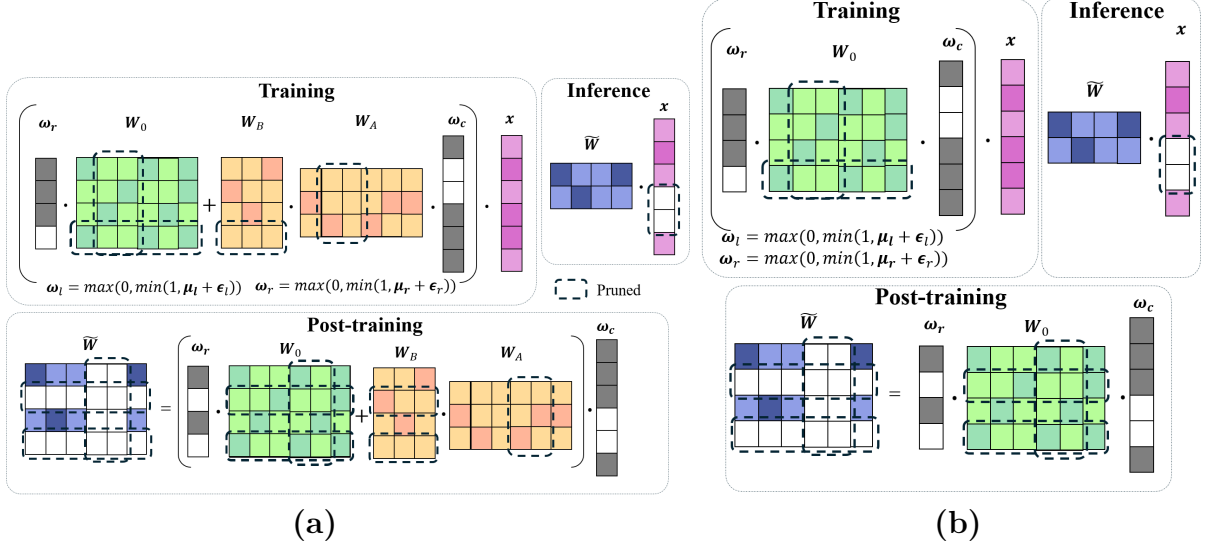 Training
ω_r W_0 W_B W_A ω_c x
· + · · ·
ω_l = max(0, min(1, μ_l + ϵ_l)) ω_r = max(0, min(1, μ_r + ϵ_r))
Inference
x
W̃
·
Pruned
Post-training
W̃ ω_r W_0 W_B W_A ω_c
= · + · ·
(a)
Training
ω_r W_0 ω_c x
· · ·
ω_l = max(0, min(1, μ_l + ϵ_l))
ω_r = max(0, min(1, μ_r + ϵ_r))
Inference
x
W̃
·
Post-training
W̃ ω_r W_0 ω_c
= · ·
(b)